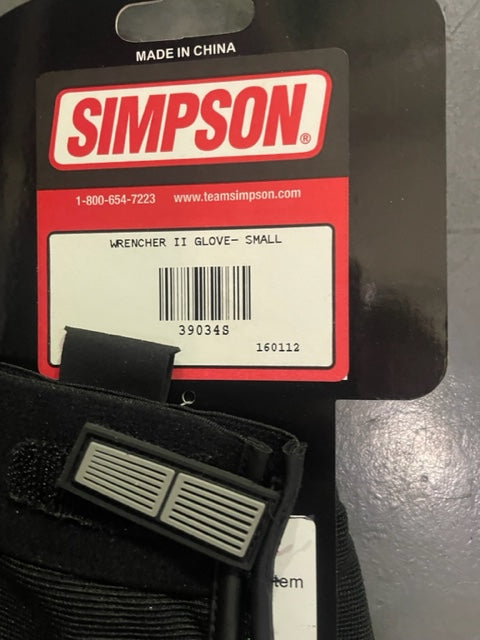 MADE IN CHINA
SIMPSON®
1-800-654-7223 www.teamsimpson.com
WRENCHER II GLOVE- SMALL
39034S
160112